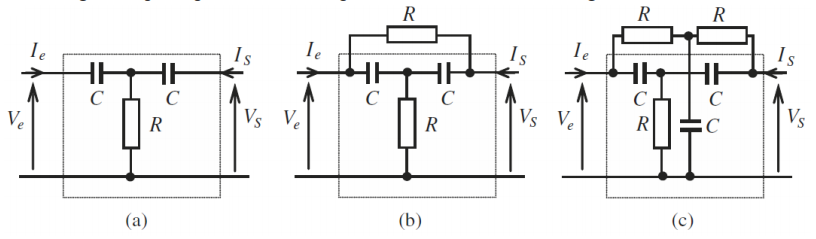 R
R R
I_e I_S I_e I_S I_e I_S
C C C C C C
V_e R V_S V_e R V_S V_e R C V_S
(a) (b) (c)